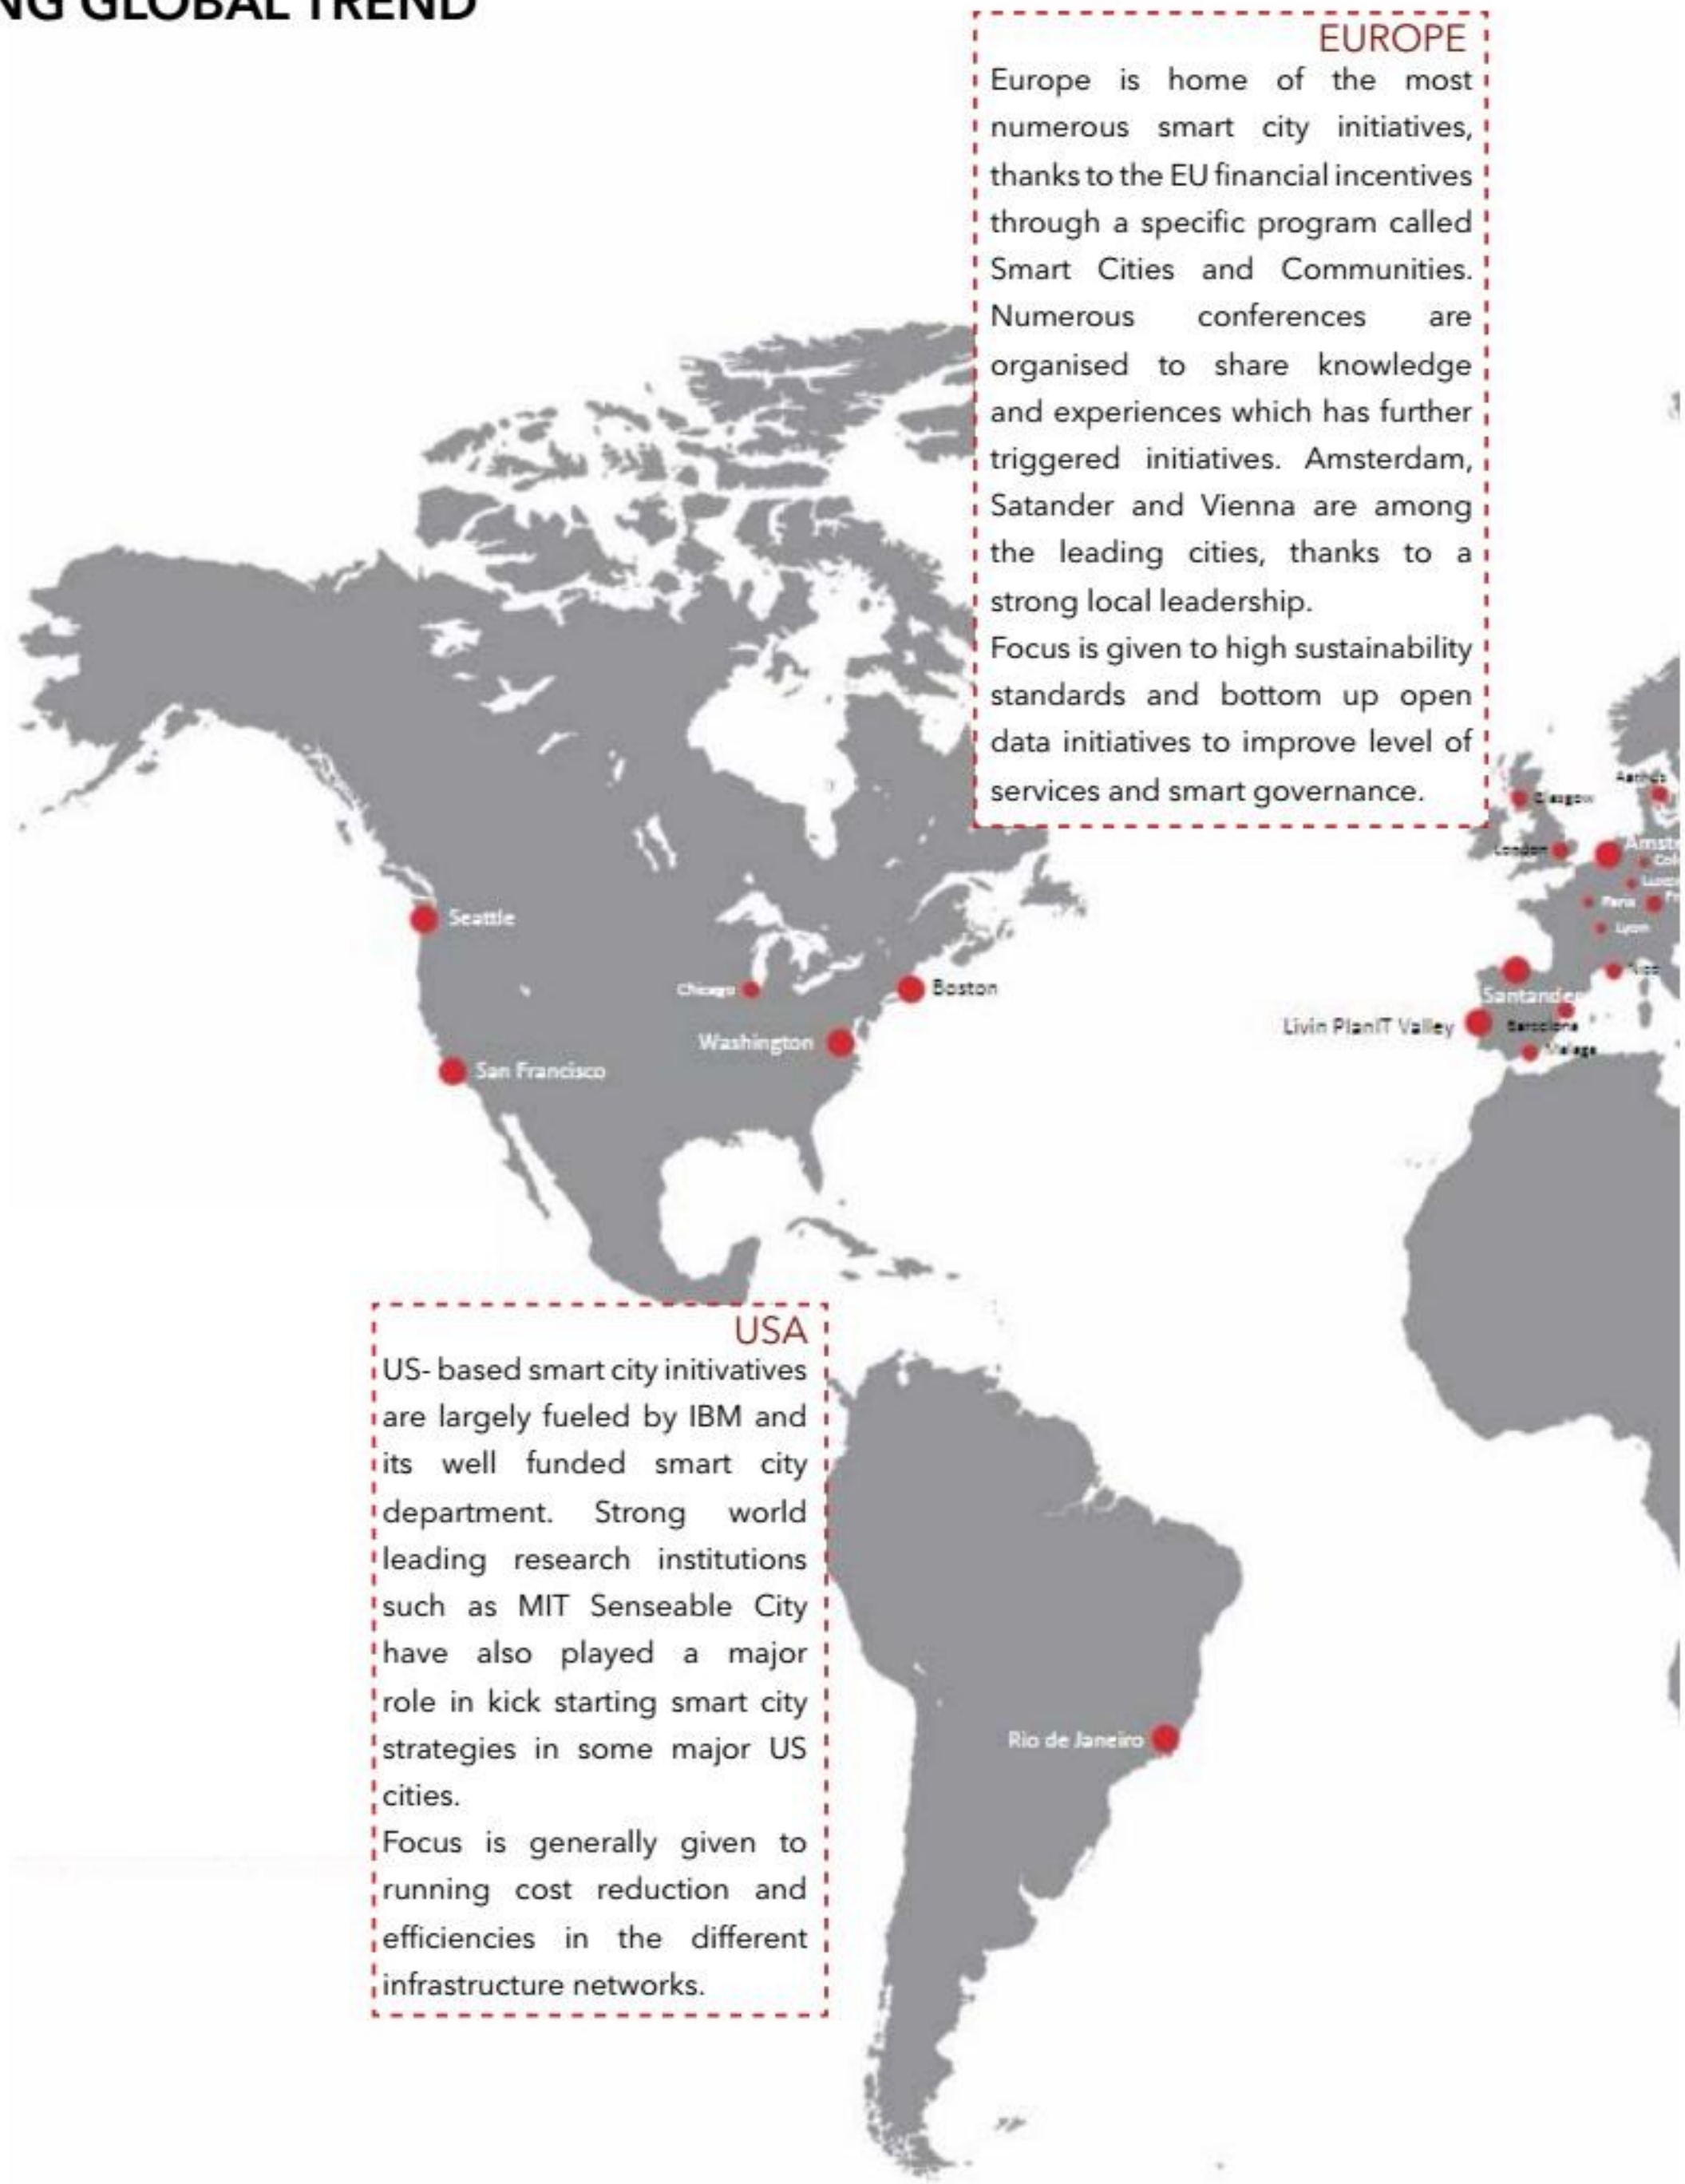 NG GLOBAL TREND
EUROPE
Europe is home of the most
numerous smart city initiatives,
thanks to the EU financial incentives
through a specific program called
Smart Cities and Communities.
Numerous conferences are
organised to share knowledge
and experiences which has further
triggered initiatives. Amsterdam,
Satander and Vienna are among
the leading cities, thanks to a
strong local leadership.
Focus is given to high sustainability
standards and bottom up open
data initiatives to improve level of
services and smart governance.
Aarhus
Glasgow
London
Amst
Col
Paris
Lyon
Nice
Santander
Barcelona
Malaga
Livin PlanIT Valley
Seattle
Chicago
Boston
Washington
San Francisco
USA
US- based smart city initivatives
are largely fueled by IBM and
its well funded smart city
department. Strong world
leading research institutions
such as MIT Senseable City
have also played a major
role in kick starting smart city
strategies in some major US
cities.
Focus is generally given to
running cost reduction and
efficiencies in the different
infrastructure networks.
Rio de Janeiro